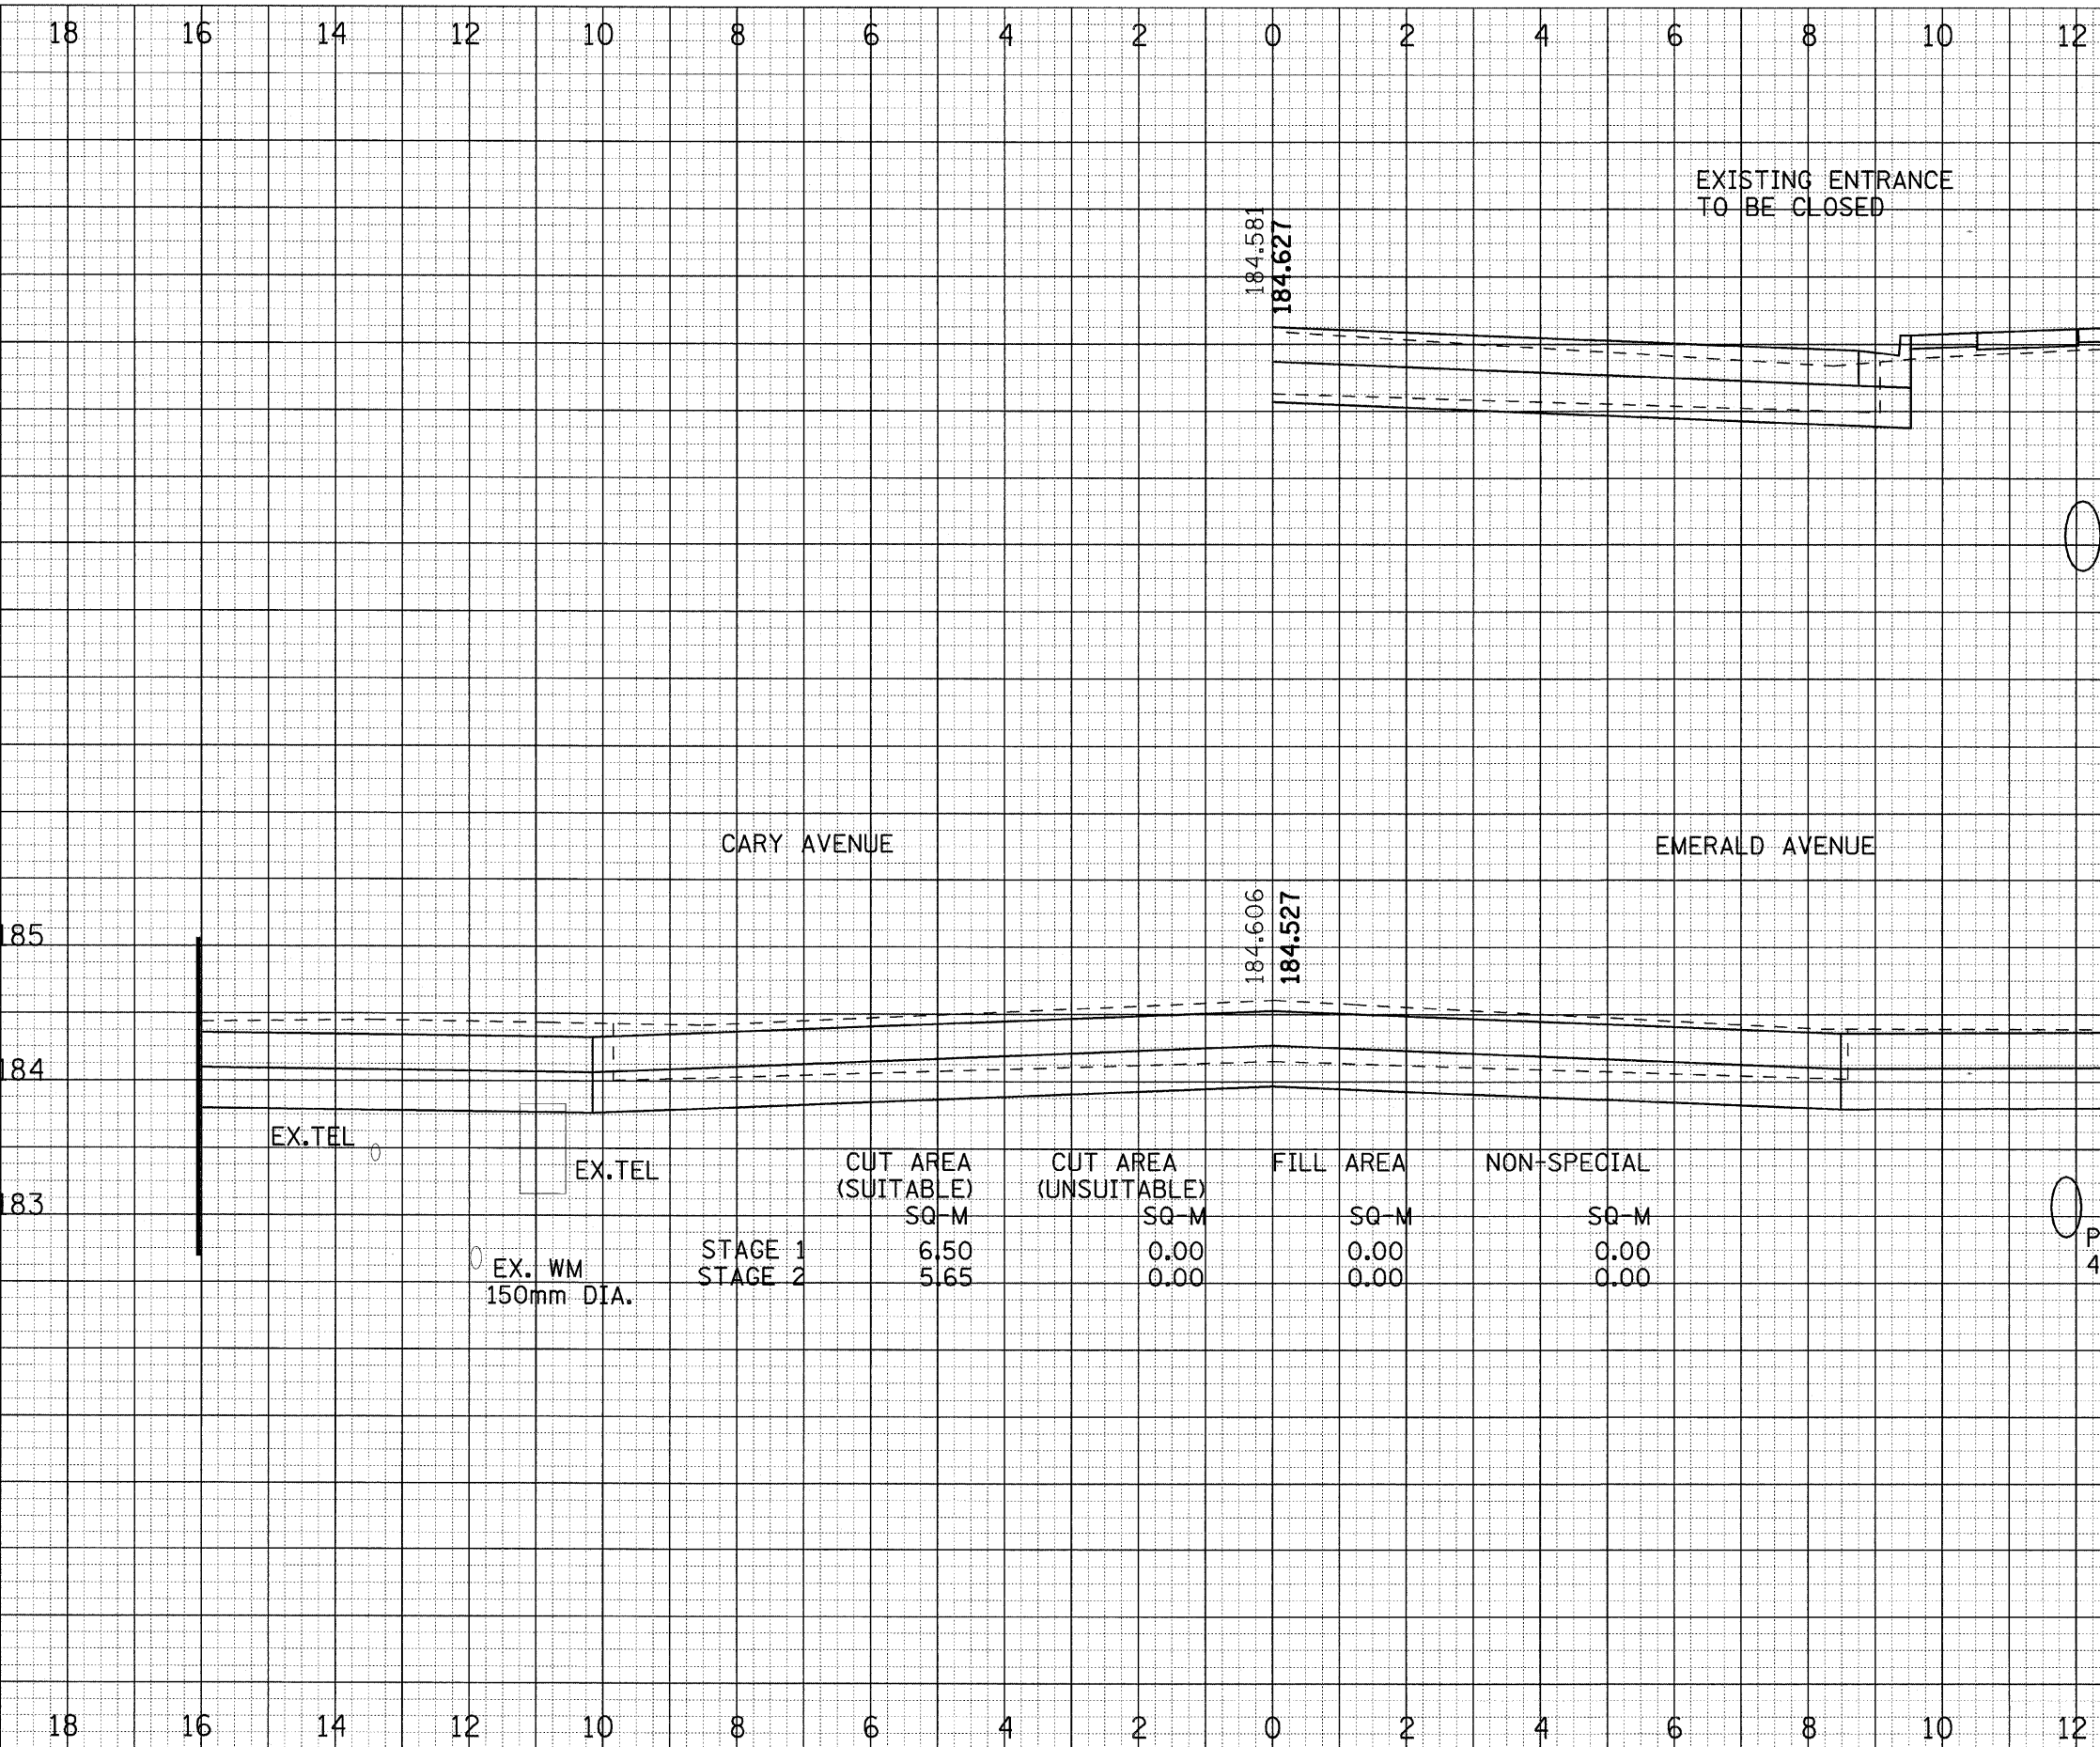 18 16 14 12 10 8 6 4 2 0 2 4 6 8 10 12
EXISTING ENTRANCE
TO BE CLOSED
184.581
184.627
CARY AVENUE
EMERALD AVENUE
184.606
184.527
185
184
183
EX.TEL
EX.TEL
EX. WM
150mm DIA.
CUT AREA CUT AREA FILL AREA NON-SPECIAL
(SUITABLE) (UNSUITABLE)
SQ-M SQ-M SQ-M SQ-M
STAGE 1 6.50 0.00 0.00 0.00
STAGE 2 5.65 0.00 0.00 0.00
P
4
18 16 14 12 10 8 6 4 2 0 2 4 6 8 10 12